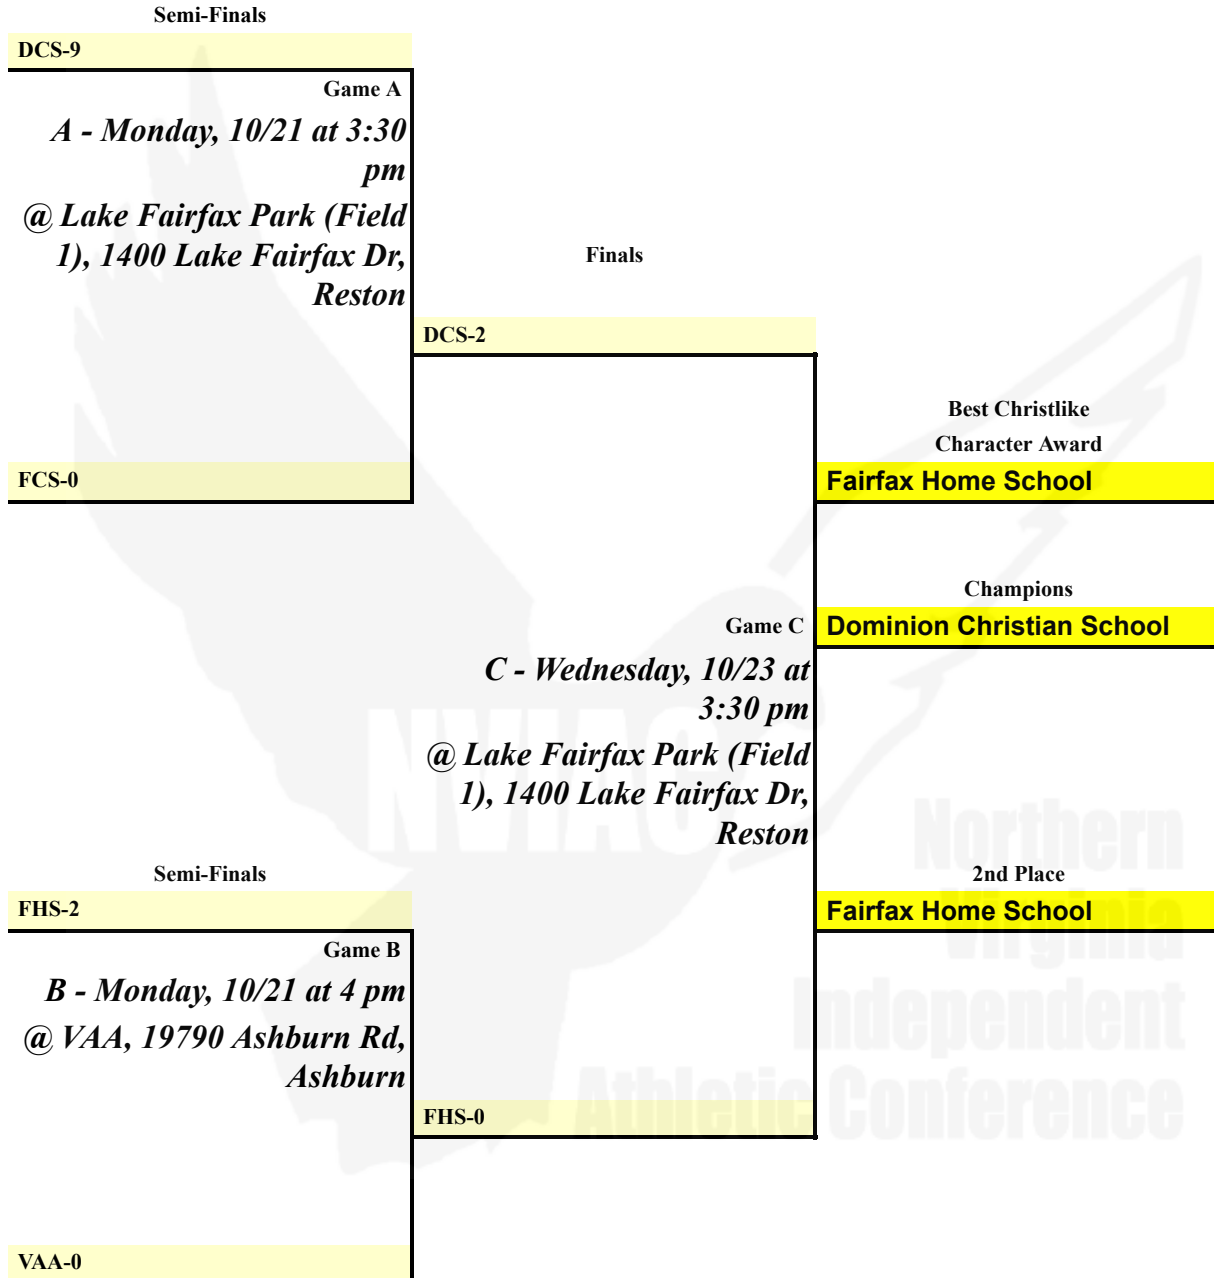 Semi-Finals
DCS-9
Game A
A - Monday, 10/21 at 3:30
pm
@ Lake Fairfax Park (Field
1), 1400 Lake Fairfax Dr,
Reston
Finals
DCS-2
Best Christlike
Character Award
FCS-0
Fairfax Home School
Champions
Game C
Dominion Christian School
C - Wednesday, 10/23 at
3:30 pm
@ Lake Fairfax Park (Field
1), 1400 Lake Fairfax Dr,
Reston
NVIAC
Northern
Virginia
Independent
Athletic Conference
Semi-Finals
2nd Place
FHS-2
Fairfax Home School
Game B
B - Monday, 10/21 at 4 pm
@ VAA, 19790 Ashburn Rd,
Ashburn
FHS-0
VAA-0